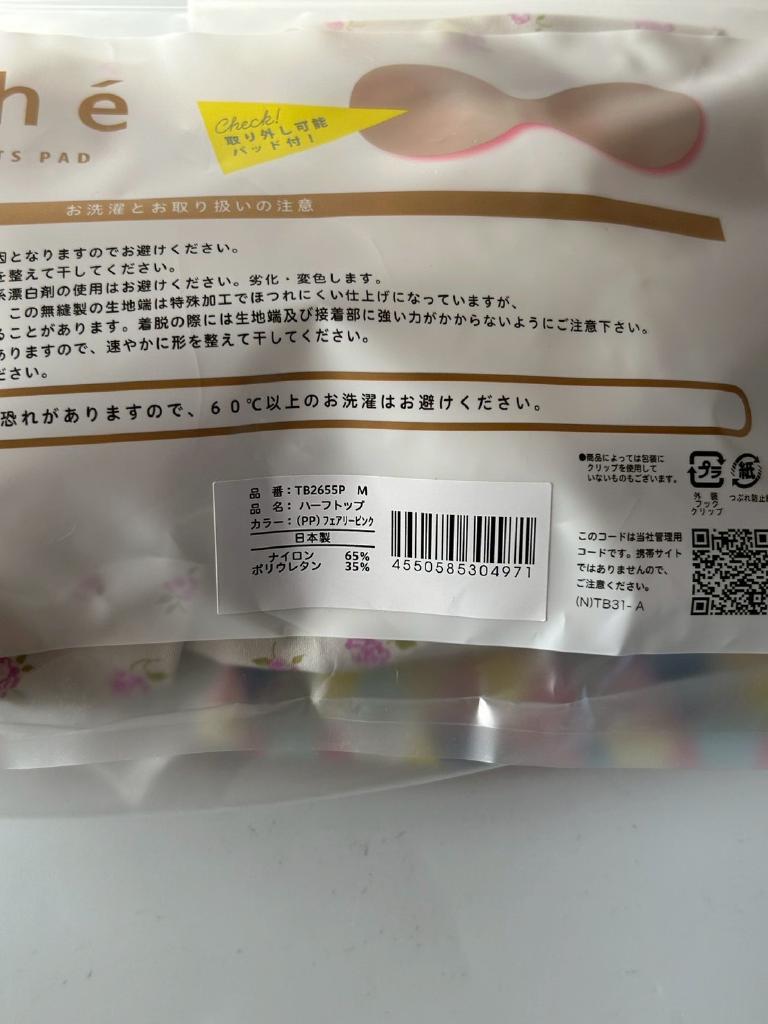 hé
TS PAD
Check!
取り外し可能
パッド付！
お洗濯とお取り扱いの注意
因となりますのでお避けください。
を整えて干してください。
系漂白剤の使用はお避けください。劣化・変色します。
この無縫製の生地端は特殊加工でほつれにくい仕上げになっていますが、
ることがあります。着脱の際には生地端及び接着部に強い力がかからないようにご注意下さい。
ありますので、速やかに形を整えて干してください。
ださい。
恐れがありますので、６０℃以上のお洗濯はお避けください。
●商品によっては包装に
クリップを使用して
いないものもございます。
プラ
紙
外装
フック
クリップ
つぶれ防止
品 番：TB2655P M
品 名：ハーフトップ
カラー：(PP)フェアリーピンク
日本製
ナイロン 65%
ポリウレタン 35%
4550585304971
このコードは当社管理用
コードです。携帯サイト
ではありませんので、
ご注意ください。
(N)TB31-A